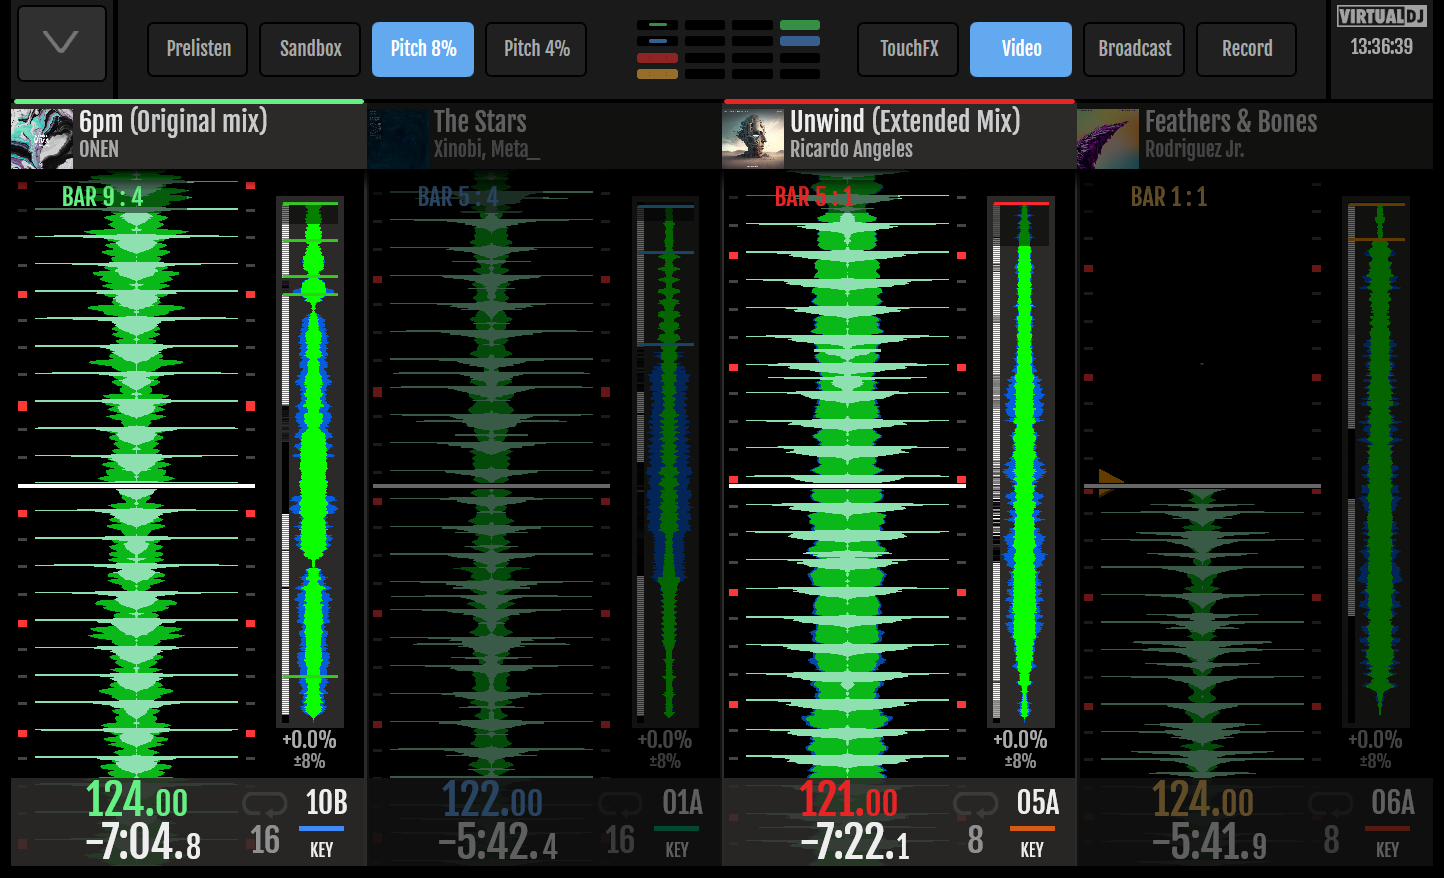 Prelisten
Sandbox
Pitch 8%
Pitch 4%
TouchFX
Video
Broadcast
Record
VIRTUALDJ
13:36:39
6pm (Original mix)
ONEN
The Stars
Xinobi, Meta_
Unwind (Extended Mix)
Ricardo Angeles
Feathers & Bones
Rodriguez Jr.
BAR 9 : 4
BAR 5 : 4
BAR 5 : 1
BAR 1 : 1
+0.0%
±8%
+0.0%
±8%
+0.0%
±8%
+0.0%
±8%
124.00
10B
-7:04.8
16
KEY
122.00
01A
-5:42.4
16
KEY
121.00
05A
-7:22.1
8
KEY
124.00
06A
-5:41.9
8
KEY